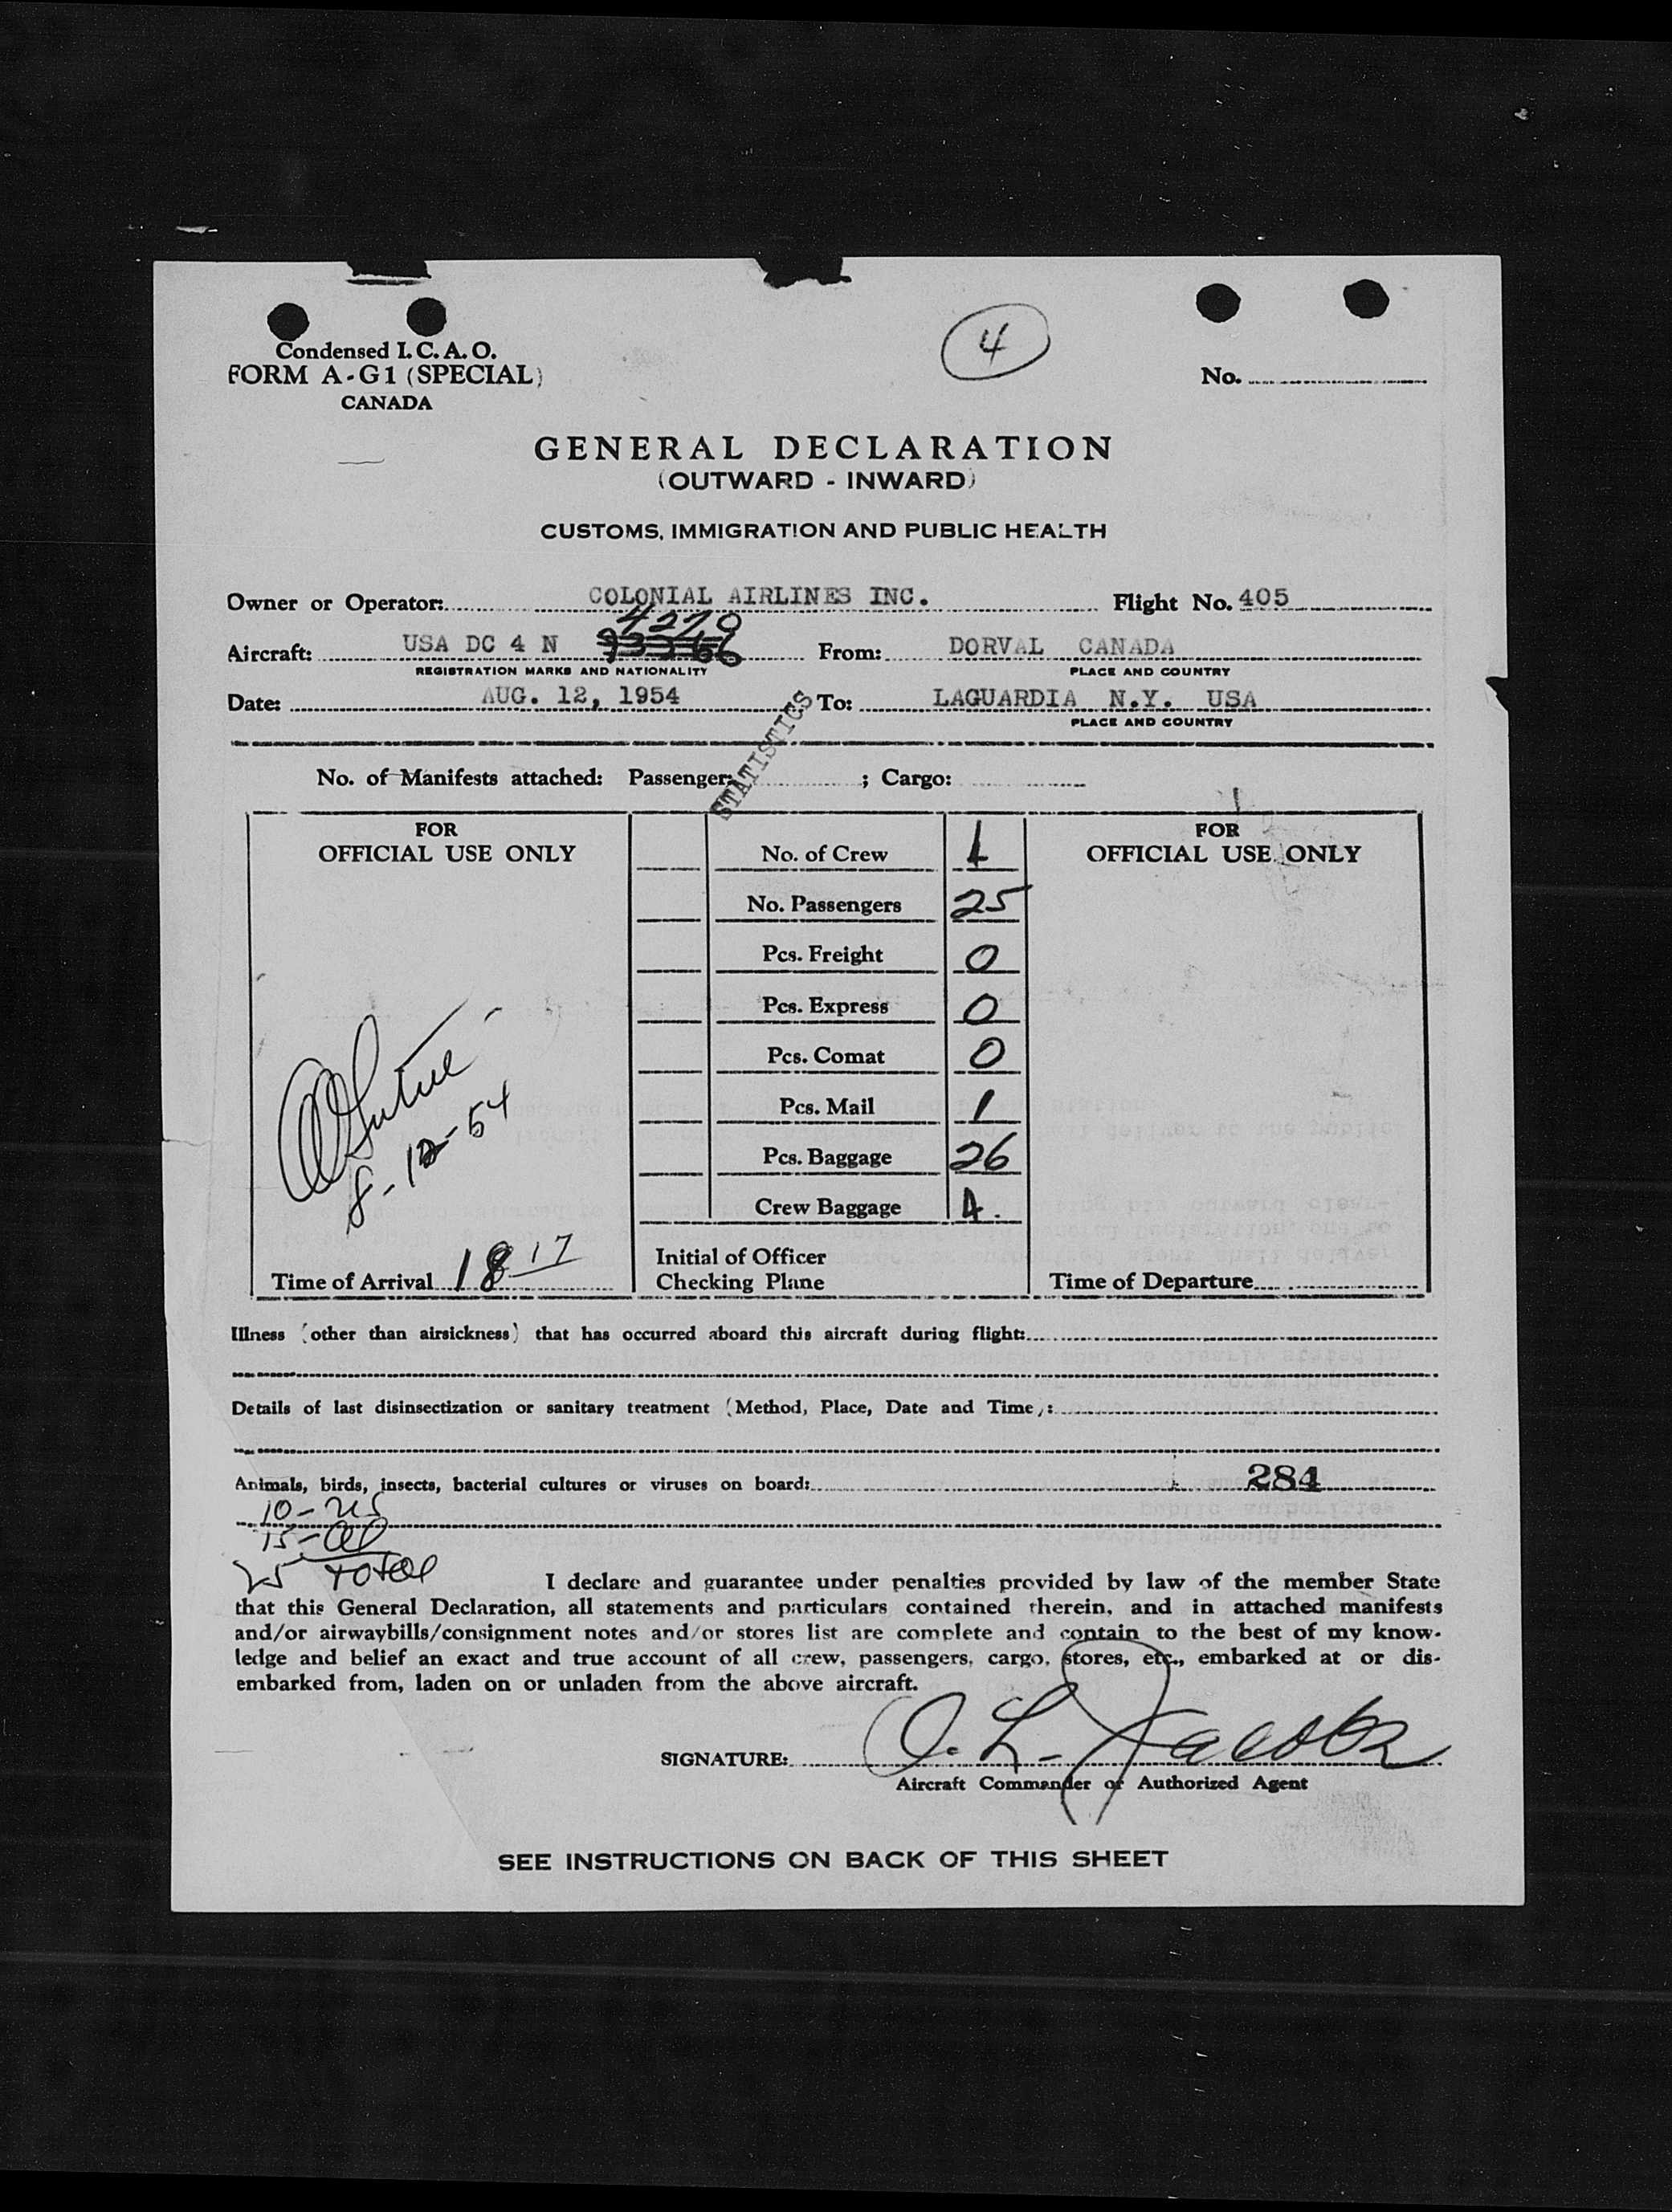 4
Condensed I. C. A. O.
FORM A-G1 (SPECIAL)
CANADA
No.
GENERAL DECLARATION
(OUTWARD - INWARD)
CUSTOMS, IMMIGRATION AND PUBLIC HEALTH
Owner or Operator: COLONIAL AIRLINES INC. Flight No. 405
4279
Aircraft: USA DC 4 N From: DORVAL CANADA
REGISTRATION MARKS AND NATIONALITY PLACE AND COUNTRY
Date: AUG. 12, 1954 To: LAGUARDIA N.Y. USA
PLACE AND COUNTRY
STATISTICS
No. of Manifests attached: Passenger: ; Cargo:
FOR
OFFICIAL USE ONLY
No. of Crew
No. Passengers 25
Pcs. Freight 0
Pcs. Express 0
Pcs. Comat 0
Pcs. Mail 1
Pcs. Baggage 26
Crew Baggage 4.
Initial of Officer
Checking Plane
8-12-54
Time of Arrival 18 17
FOR
OFFICIAL USE ONLY
Time of Departure
Illness (other than airsickness) that has occurred aboard this aircraft during flight:
Details of last disinsectization or sanitary treatment (Method, Place, Date and Time):
Animals, birds, insects, bacterial cultures or viruses on board: 284
10 - US
15 - al
25 total
I declare and guarantee under penalties provided by law of the member State
that this General Declaration, all statements and particulars contained therein, and in attached manifests
and/or airwaybills/consignment notes and/or stores list are complete and contain to the best of my know-
ledge and belief an exact and true account of all crew, passengers, cargo, stores, etc., embarked at or dis-
embarked from, laden on or unladen from the above aircraft.
SIGNATURE: O. L. Jacobs
Aircraft Commander or Authorized Agent
SEE INSTRUCTIONS ON BACK OF THIS SHEET